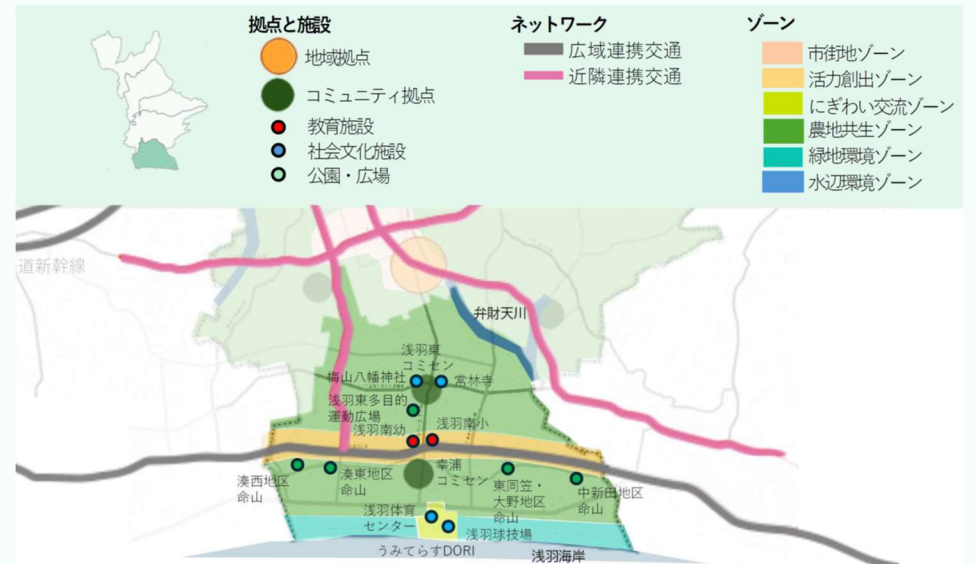 拠点と施設
地域拠点
コミュニティ拠点
教育施設
社会文化施設
公園・広場
ネットワーク
広域連携交通
近隣連携交通
ゾーン
市街地ゾーン
活力創出ゾーン
にぎわい交流ゾーン
農地共生ゾーン
緑地環境ゾーン
水辺環境ゾーン
道新幹線
弁財天川
浅羽東
コミセン
梅山八幡神社
常林寺
浅羽東多目的
運動広場
浅羽南幼
浅羽南小
湊西地区
命山
湊東地区
命山
幸浦
コミセン
東同笠・
大野地区
命山
中新田地区
命山
浅羽体育
センター
浅羽球技場
うみてらすDORI
浅羽海岸